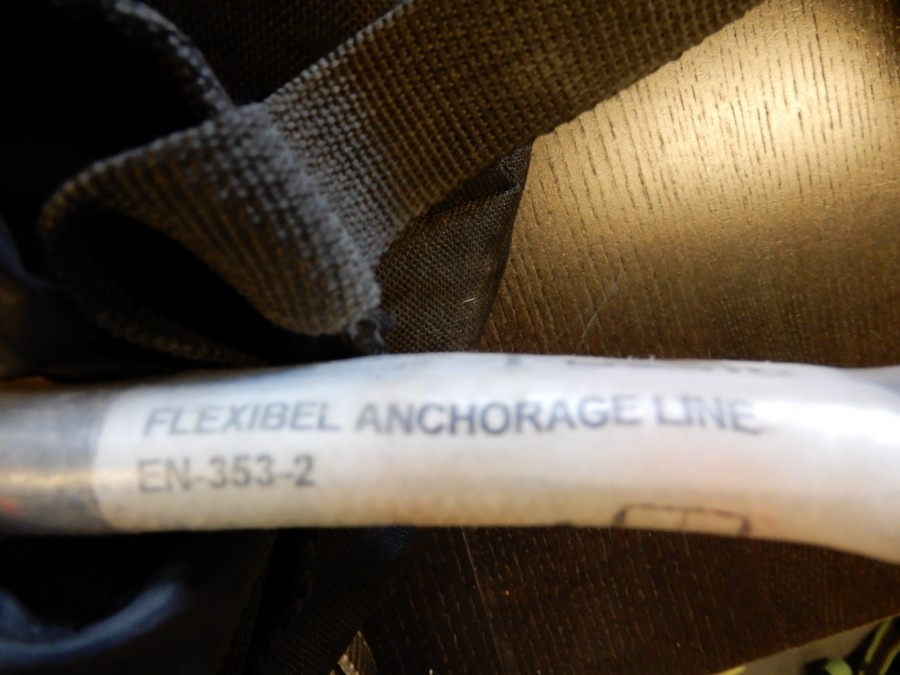 FLEXIBEL ANCHORAGE LINE
EN-353-2